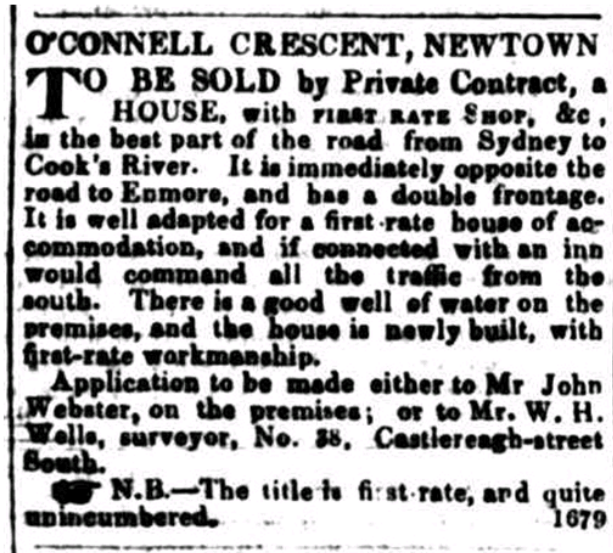 O'CONNELL CRESCENT, NEWTOWN
TO BE SOLD by Private Contract, a
HOUSE, with FIRST RATE SHOP, &c ,
in the best part of the road from Sydney to
Cook's River. It is immediately opposite the
road to Enmore, and has a double frontage.
It is well adapted for a first-rate house of ac-
commodation, and if connected with an inn
would command all the traffic from the
south. There is a good well of water on the
premises, and the house is newly built, with
first-rate workmanship.
Application to be made either to Mr John
Webster, on the premises; or to Mr. W. H.
Wells, surveyor, No. 38, Castlereagh-street
South.
☛ N.B.—The title is first-rate, and quite
unincumbered. 1679